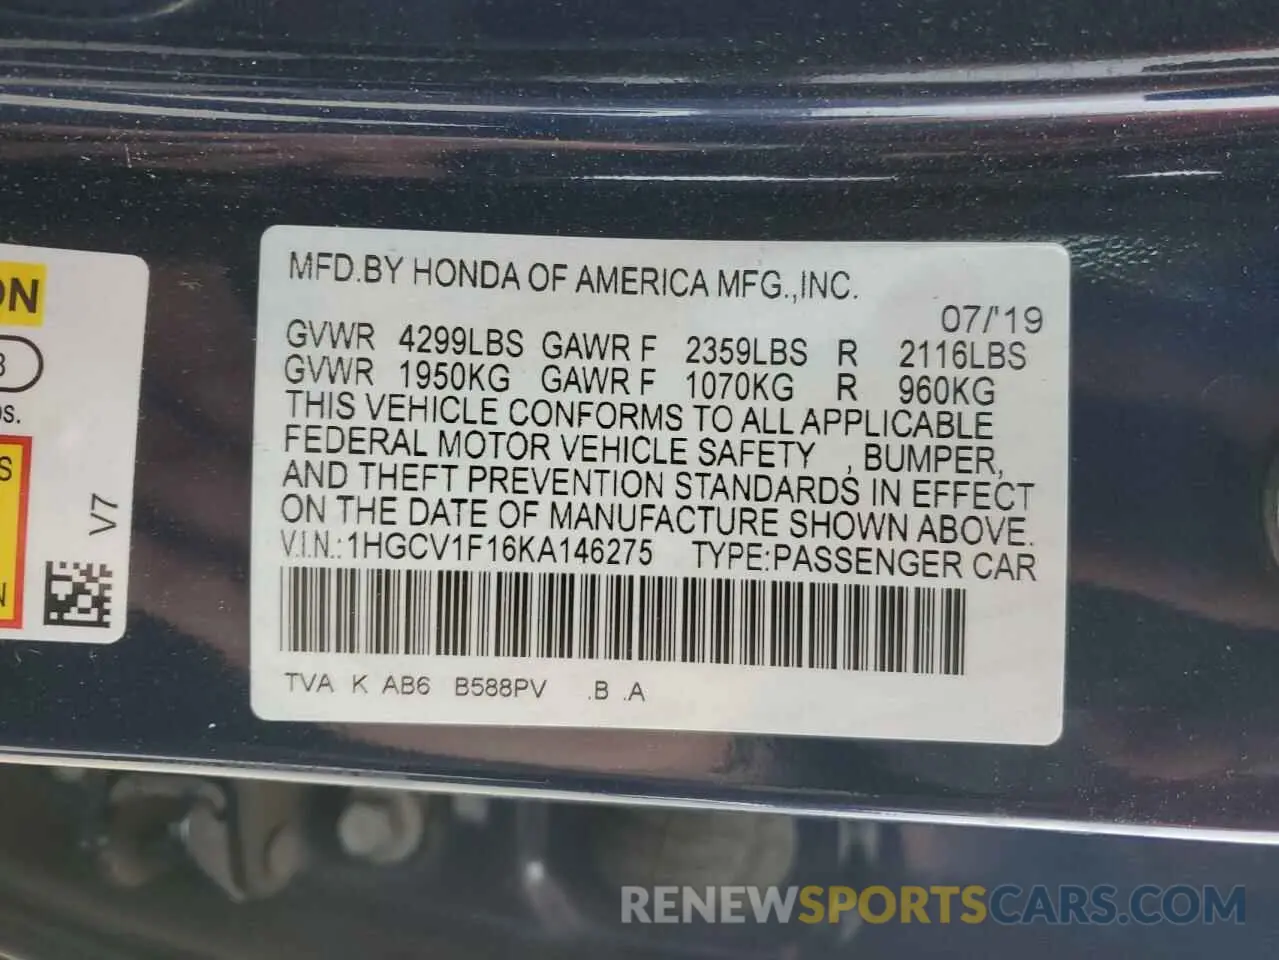 MFD.BY HONDA OF AMERICA MFG.,INC.
07/'19
GVWR 4299LBS GAWR F 2359LBS R 2116LBS
GVWR 1950KG GAWR F 1070KG R 960KG
THIS VEHICLE CONFORMS TO ALL APPLICABLE
FEDERAL MOTOR VEHICLE SAFETY , BUMPER,
AND THEFT PREVENTION STANDARDS IN EFFECT
ON THE DATE OF MANUFACTURE SHOWN ABOVE.
V.I.N.: 1HGCV1F16KA146275 TYPE:PASSENGER CAR
TVA K AB6 B588PV .B .A
V7
RENEWSPORTSCARS.COM